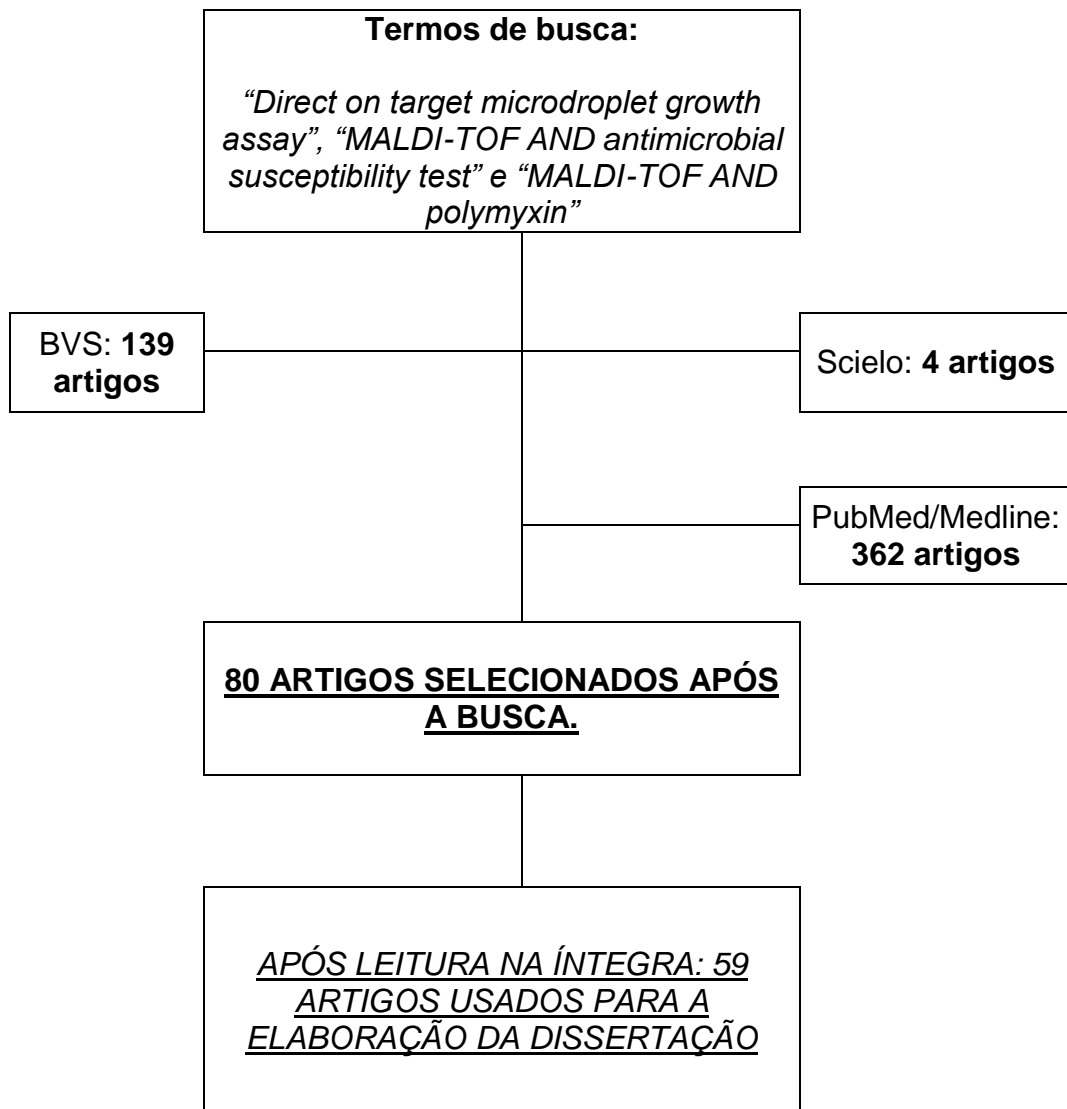 Termos de busca:
“Direct on target microdroplet growth
assay”, “MALDI-TOF AND antimicrobial
susceptibility test” e “MALDI-TOF AND
polymyxin”
BVS: 139
artigos
Scielo: 4 artigos
PubMed/Medline:
362 artigos
80 ARTIGOS SELECIONADOS APÓS
A BUSCA.
APÓS LEITURA NA ÍNTEGRA: 59
ARTIGOS USADOS PARA A
ELABORAÇÃO DA DISSERTAÇÃO